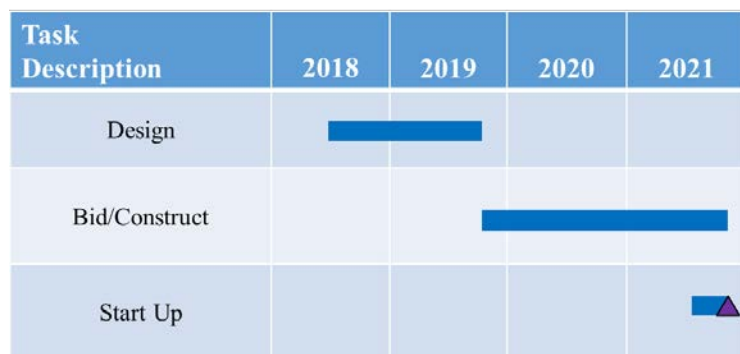 Task
Description 2018 2019 2020 2021
Design
Bid/Construct
Start Up